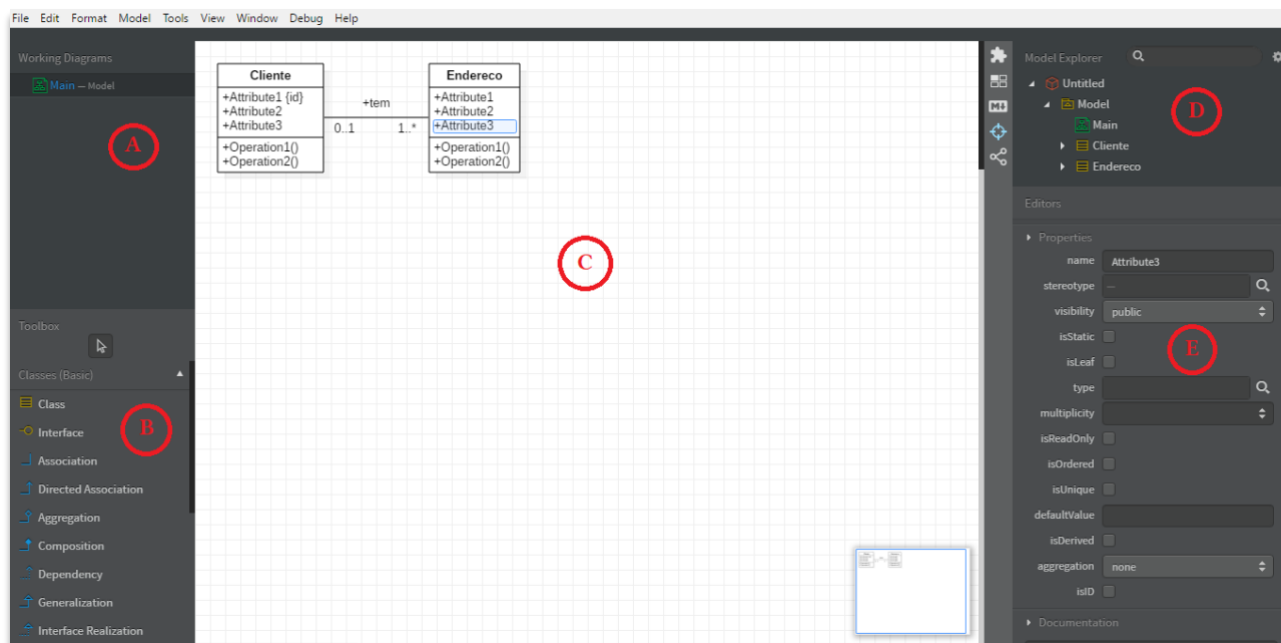 File Edit Format Model Tools View Window Debug Help
Working Diagrams
Main — Model
A
Toolbox
Classes (Basic)
Class
Interface
B
Association
Directed Association
Aggregation
Composition
Dependency
Generalization
Interface Realization
Cliente
+Attribute1 {id}
+Attribute2
+Attribute3
+Operation1()
+Operation2()
+tem
0..1 1..*
Endereco
+Attribute1
+Attribute2
+Attribute3
+Operation1()
+Operation2()
C
Model Explorer
Untitled
Model
Main
Cliente
Endereco
D
Editors
Properties
name Attribute3
stereotype —
visibility public
isStatic
isLeaf
E
type
multiplicity
isReadOnly
isOrdered
isUnique
defaultValue
isDerived
aggregation none
isID
Documentation